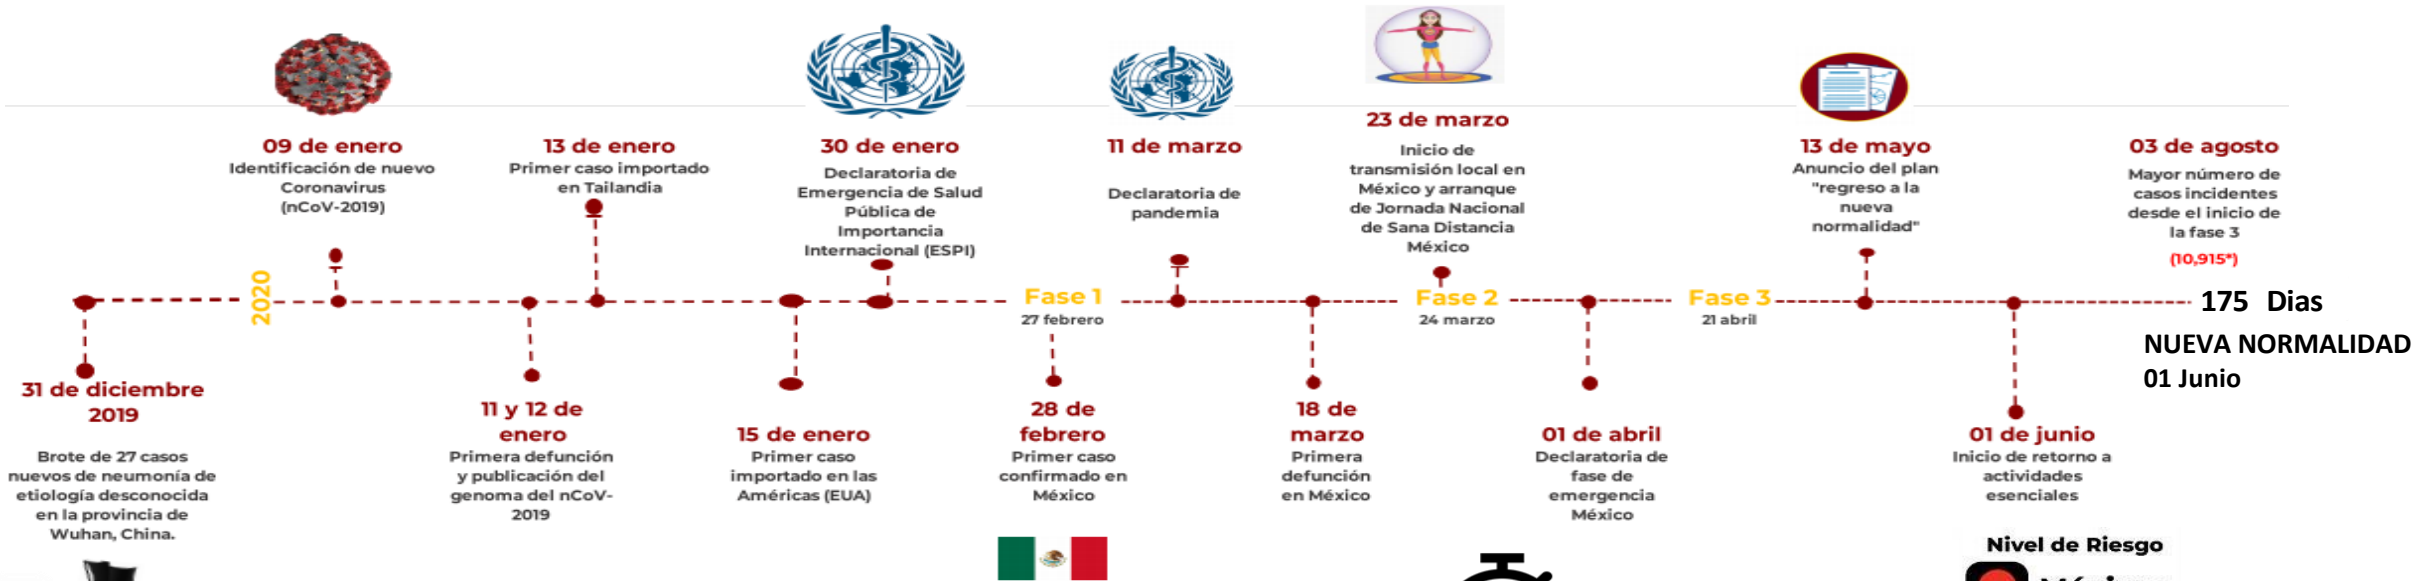 09 de enero
Identificación de nuevo
Coronavirus
(nCoV-2019)
13 de enero
Primer caso importado
en Tailandia
30 de enero
Declaratoria de
Emergencia de Salud
Pública de
Importancia
Internacional (ESPI)
11 de marzo
Declaratoria de
pandemia
23 de marzo
Inicio de
transmisión local en
México y arranque
de Jornada Nacional
de Sana Distancia
México
13 de mayo
Anuncio del plan
"regreso a la
nueva
normalidad"
03 de agosto
Mayor número de
casos incidentes
desde el inicio de
la fase 3
(10,915*)
2020
Fase 1
27 febrero
Fase 2
24 marzo
Fase 3
21 abril
175 Dias
NUEVA NORMALIDAD
01 Junio
31 de diciembre
2019
Brote de 27 casos
nuevos de neumonía de
etiología desconocida
en la provincia de
Wuhan, China.
11 y 12 de
enero
Primera defunción
y publicación del
genoma del nCoV-
2019
15 de enero
Primer caso
importado en las
Américas (EUA)
28 de
febrero
Primer caso
confirmado en
México
18 de
marzo
Primera
defunción
en México
01 de abril
Declaratoria de
fase de
emergencia
México
01 de junio
Inicio de retorno a
actividades
esenciales
Nivel de Riesgo